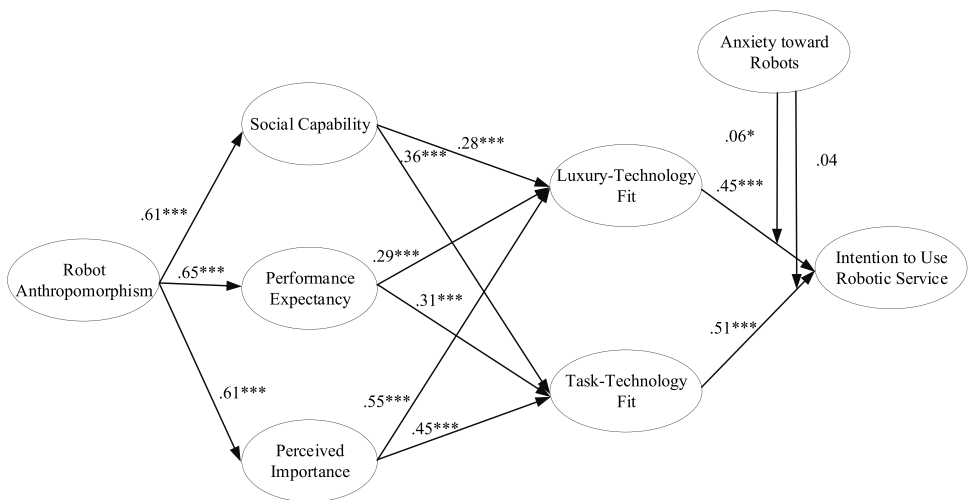 Anxiety toward
Robots
Social Capability
.28***
.36***
.06*
.04
Luxury-Technology
Fit
.45***
.61***
Robot
Anthropomorphism
.65***
Performance
Expectancy
.29***
.31***
Intention to Use
Robotic Service
.51***
Task-Technology
Fit
.61***
.55***
.45***
Perceived
Importance